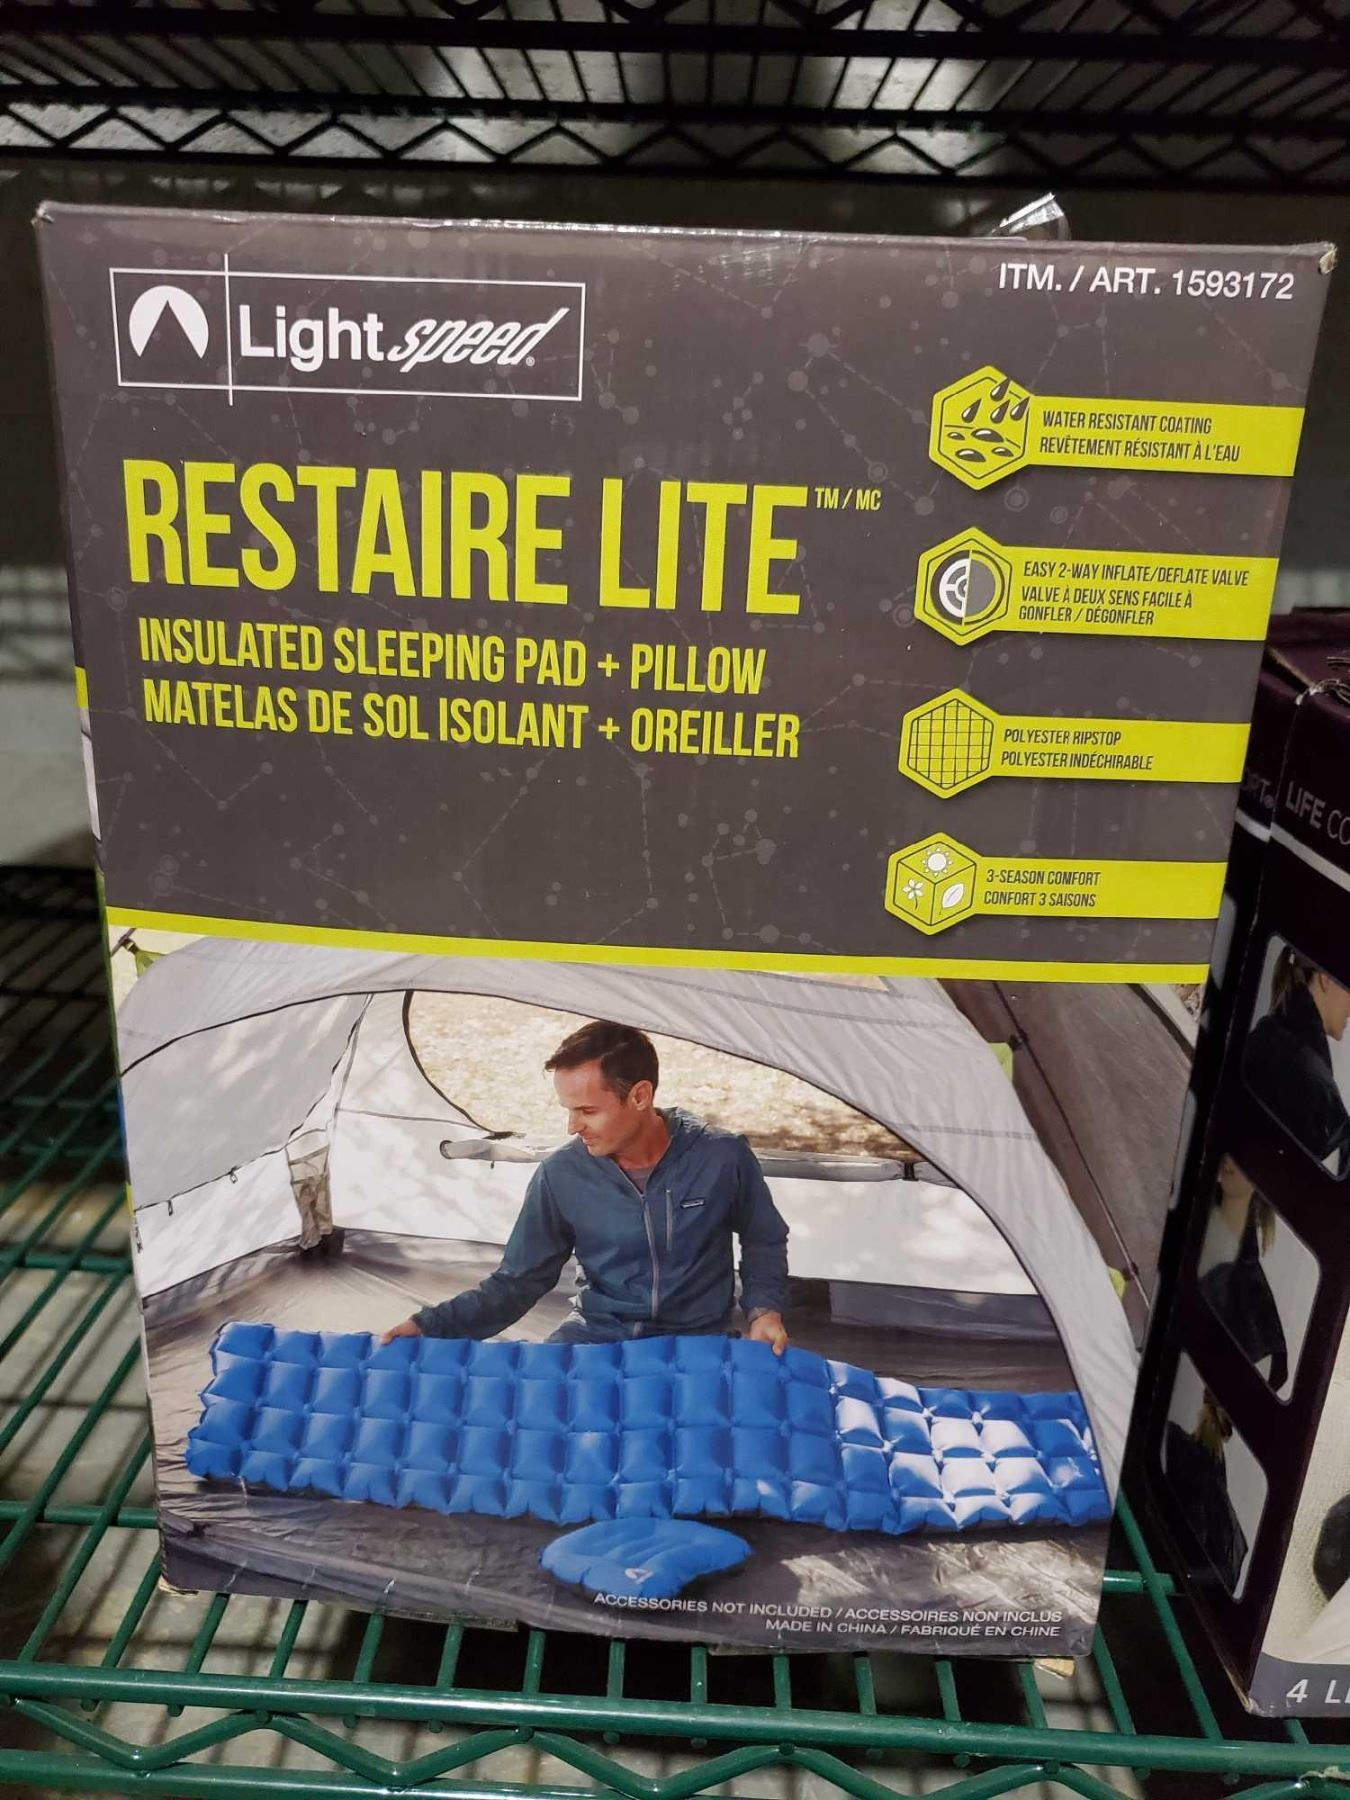 Lightspeed®
ITM. / ART. 1593172
WATER RESISTANT COATING
REVÊTEMENT RÉSISTANT À L'EAU
RESTAIRE LITE TM / MC
EASY 2-WAY INFLATE/DEFLATE VALVE
VALVE À DEUX SENS FACILE À
GONFLER / DÉGONFLER
INSULATED SLEEPING PAD + PILLOW
MATELAS DE SOL ISOLANT + OREILLER
POLYESTER RIPSTOP
POLYESTER INDÉCHIRABLE
3-SEASON COMFORT
CONFORT 3 SAISONS
ACCESSORIES NOT INCLUDED / ACCESSOIRES NON INCLUS
MADE IN CHINA / FABRIQUÉ EN CHINE
LIFE
4